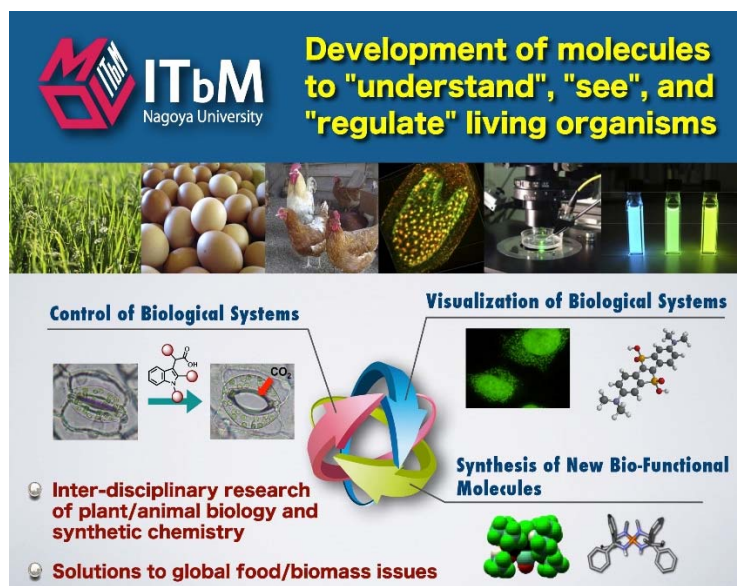 ITbM
ITbM
Nagoya University
Development of molecules
to "understand", "see", and
"regulate" living organisms
Control of Biological Systems
Visualization of Biological Systems
O
OH
N
CO2
Synthesis of New Bio-Functional
Molecules
Inter-disciplinary research
of plant/animal biology and
synthetic chemistry
Solutions to global food/biomass issues